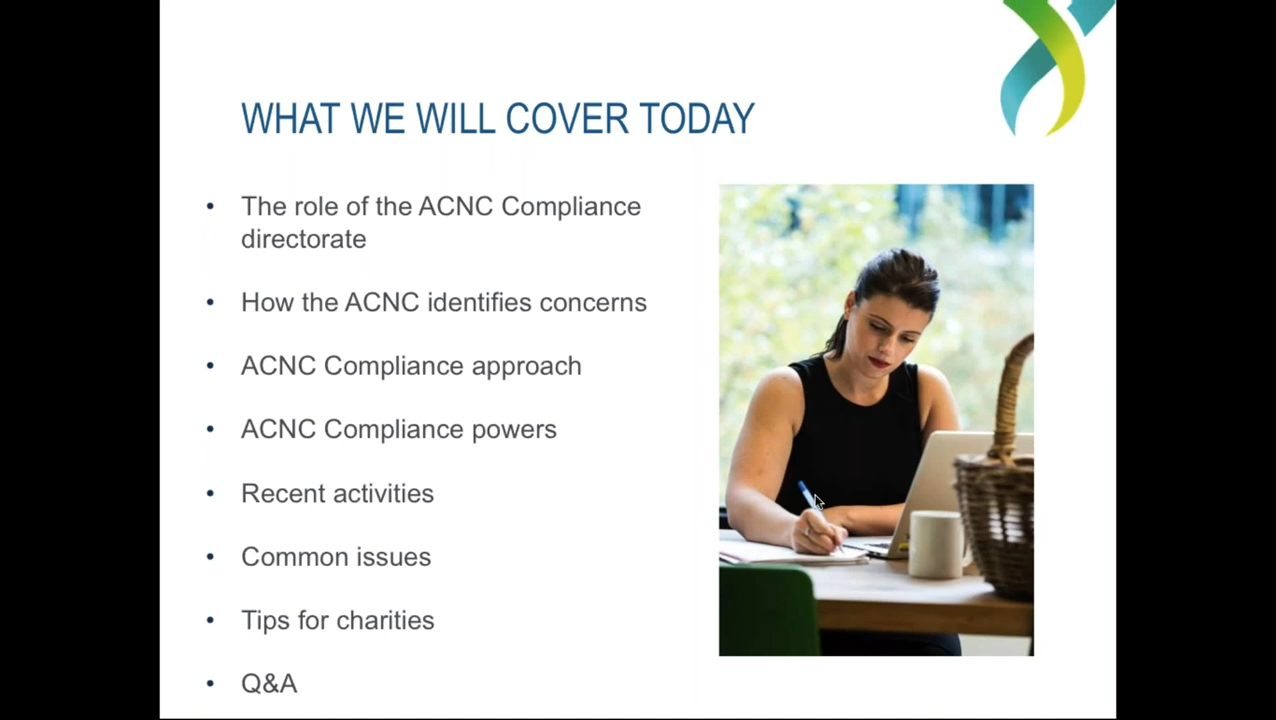 WHAT WE WILL COVER TODAY
• The role of the ACNC Compliance
directorate
• How the ACNC identifies concerns
• ACNC Compliance approach
• ACNC Compliance powers
• Recent activities
• Common issues
• Tips for charities
• Q&A